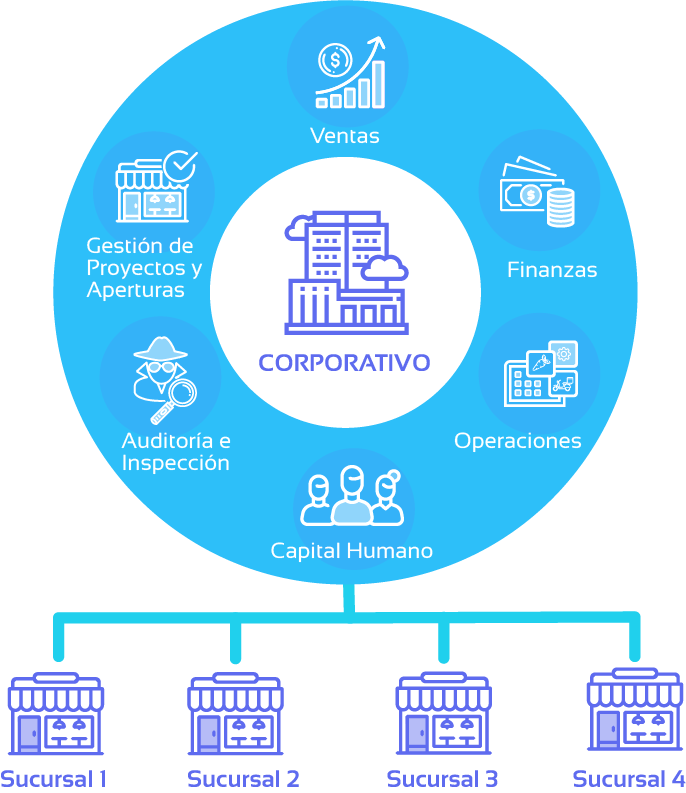 Ventas
Finanzas
Gestión de
Proyectos y
Aperturas
CORPORATIVO
Auditoría e
Inspección
Operaciones
Capital Humano
Sucursal 1
Sucursal 2
Sucursal 3
Sucursal 4